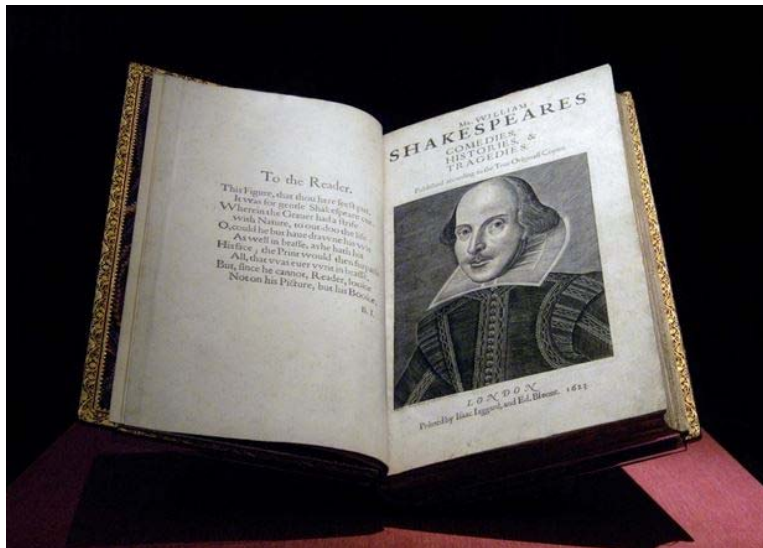 To the Reader.
This Figure, that thou here seest put,
It was for gentle Shakespeare cut;
Wherein the Grauer had a strife
with Nature, to out-doo the life:
O, could he but haue drawne his wit
As well in brasse, as he hath hit
His face; the Print would then surpasse
All, that vvas euer vvrit in brasse.
But, since he cannot, Reader, looke
Not on his Picture, but his Booke.
B. I.
Mr. WILLIAM
SHAKESPEARES
COMEDIES,
HISTORIES, &
TRAGEDIES.
Published according to the True Originall Copies.
LONDON
Printed by Isaac Iaggard, and Ed. Blount. 1623